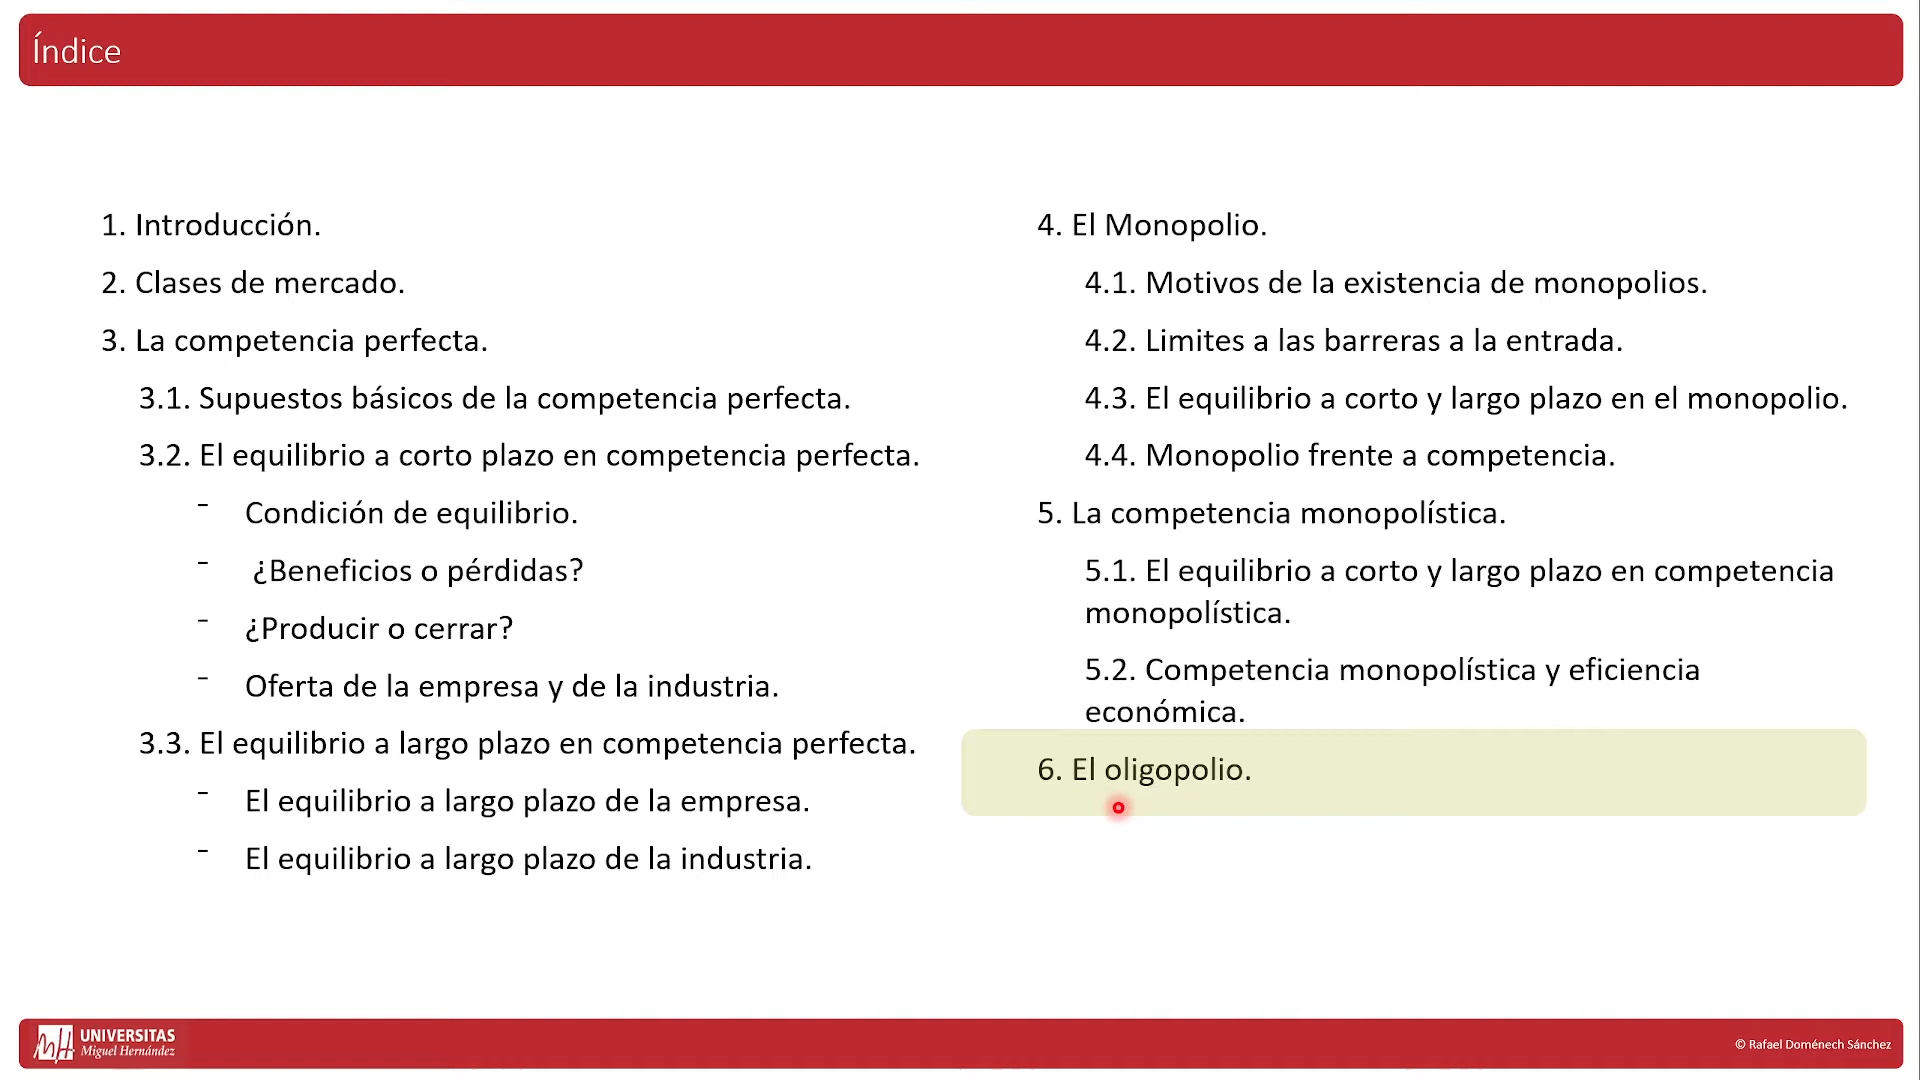 Índice
1. Introducción.
2. Clases de mercado.
3. La competencia perfecta.
3.1. Supuestos básicos de la competencia perfecta.
3.2. El equilibrio a corto plazo en competencia perfecta.
- Condición de equilibrio.
- ¿Beneficios o pérdidas?
- ¿Producir o cerrar?
- Oferta de la empresa y de la industria.
3.3. El equilibrio a largo plazo en competencia perfecta.
- El equilibrio a largo plazo de la empresa.
- El equilibrio a largo plazo de la industria.
4. El Monopolio.
4.1. Motivos de la existencia de monopolios.
4.2. Limites a las barreras a la entrada.
4.3. El equilibrio a corto y largo plazo en el monopolio.
4.4. Monopolio frente a competencia.
5. La competencia monopolística.
5.1. El equilibrio a corto y largo plazo en competencia
monopolística.
5.2. Competencia monopolística y eficiencia
económica.
6. El oligopolio.
UNIVERSITAS
Miguel Hernández
© Rafael Doménech Sánchez